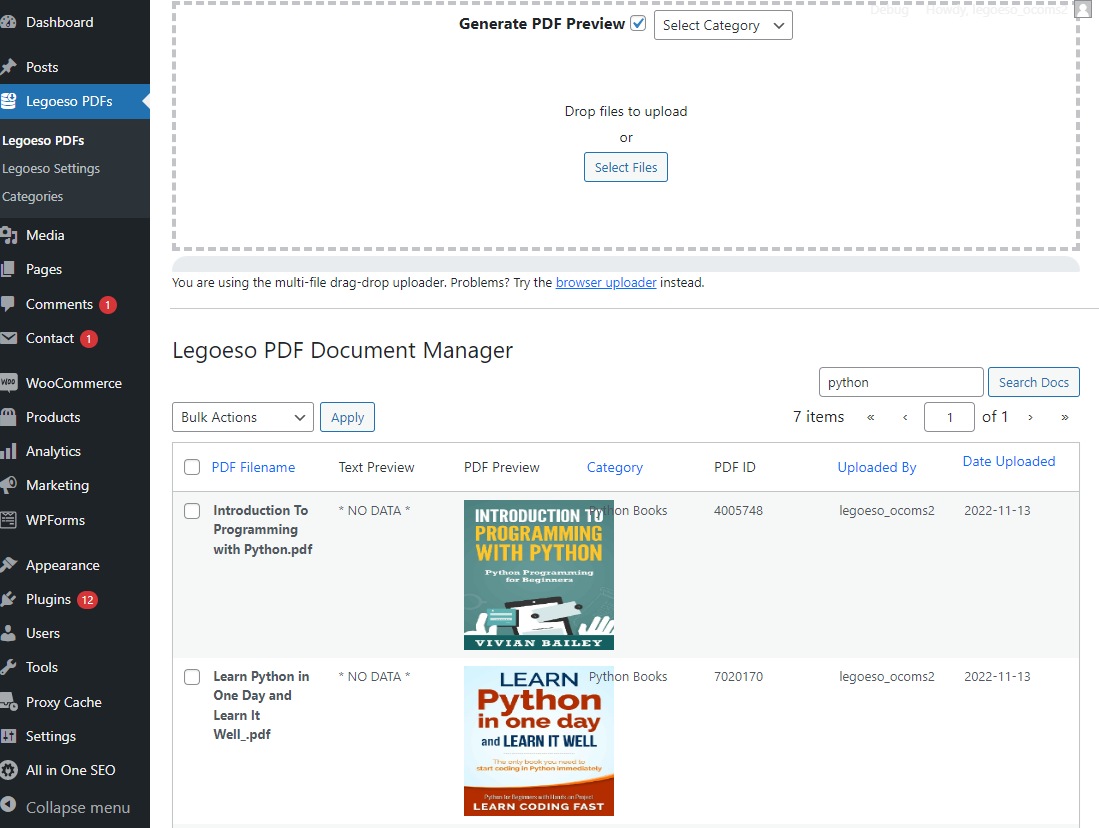 Dashboard
Posts
Legoeso PDFs
Legoeso PDFs
Legoeso Settings
Categories
Media
Pages
Comments 1
Contact 1
WooCommerce
Products
Analytics
Marketing
WPForms
Appearance
Plugins 12
Users
Tools
Proxy Cache
Settings
All in One SEO
Collapse menu
Debug Howdy, legoeso_ocoms2
Generate PDF Preview Select Category
Drop files to upload
or
Select Files
You are using the multi-file drag-drop uploader. Problems? Try the browser uploader instead.
Legoeso PDF Document Manager
python Search Docs
Bulk Actions Apply 7 items « ‹ 1 of 1 › »
PDF Filename Text Preview PDF Preview Category PDF ID Uploaded By Date Uploaded
Introduction To
Programming
with Python.pdf
* NO DATA *
INTRODUCTION TO
PROGRAMMING
WITH PYTHON
Python Programming
for Beginners
VIVIAN BAILEY
Python Books 4005748 legoeso_ocoms2 2022-11-13
Learn Python in
One Day and
Learn It
Well_.pdf
* NO DATA *
LEARN
Python
in one day
and LEARN IT WELL
The only book you need to
start coding in Python immediately
Python for Beginners with Hands-on Project
LEARN CODING FAST
Python Books 7020170 legoeso_ocoms2 2022-11-13